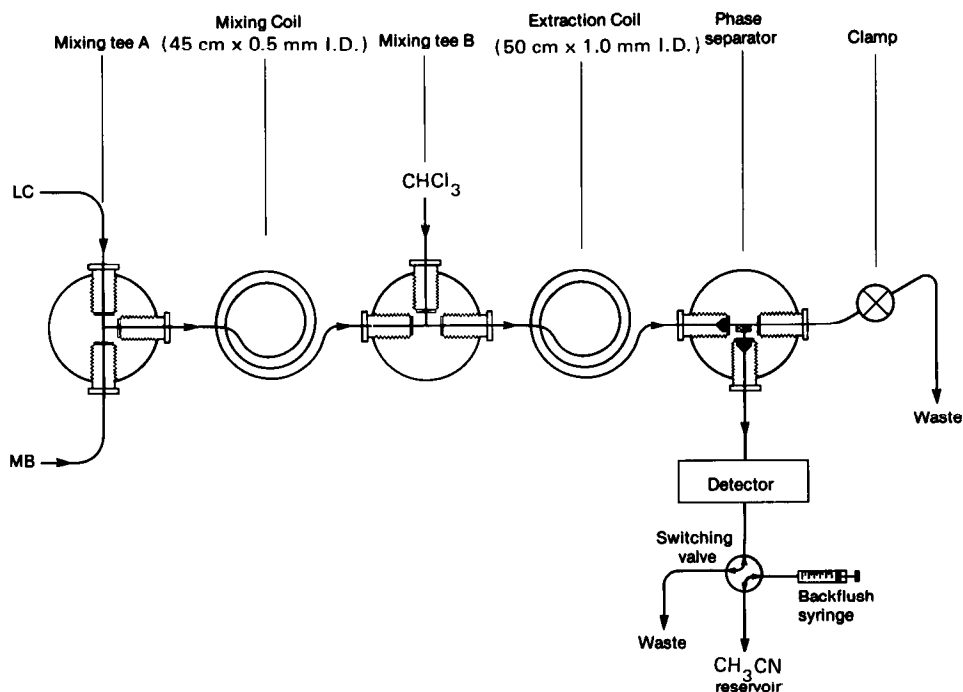 Mixing tee A
Mixing Coil
(45 cm x 0.5 mm I.D.)
Mixing tee B
Extraction Coil
(50 cm x 1.0 mm I.D.)
Phase
separator
Clamp
LC
CHCl₃
MB
Waste
Detector
Switching
valve
Backflush
syringe
Waste
CH₃CN
reservoir